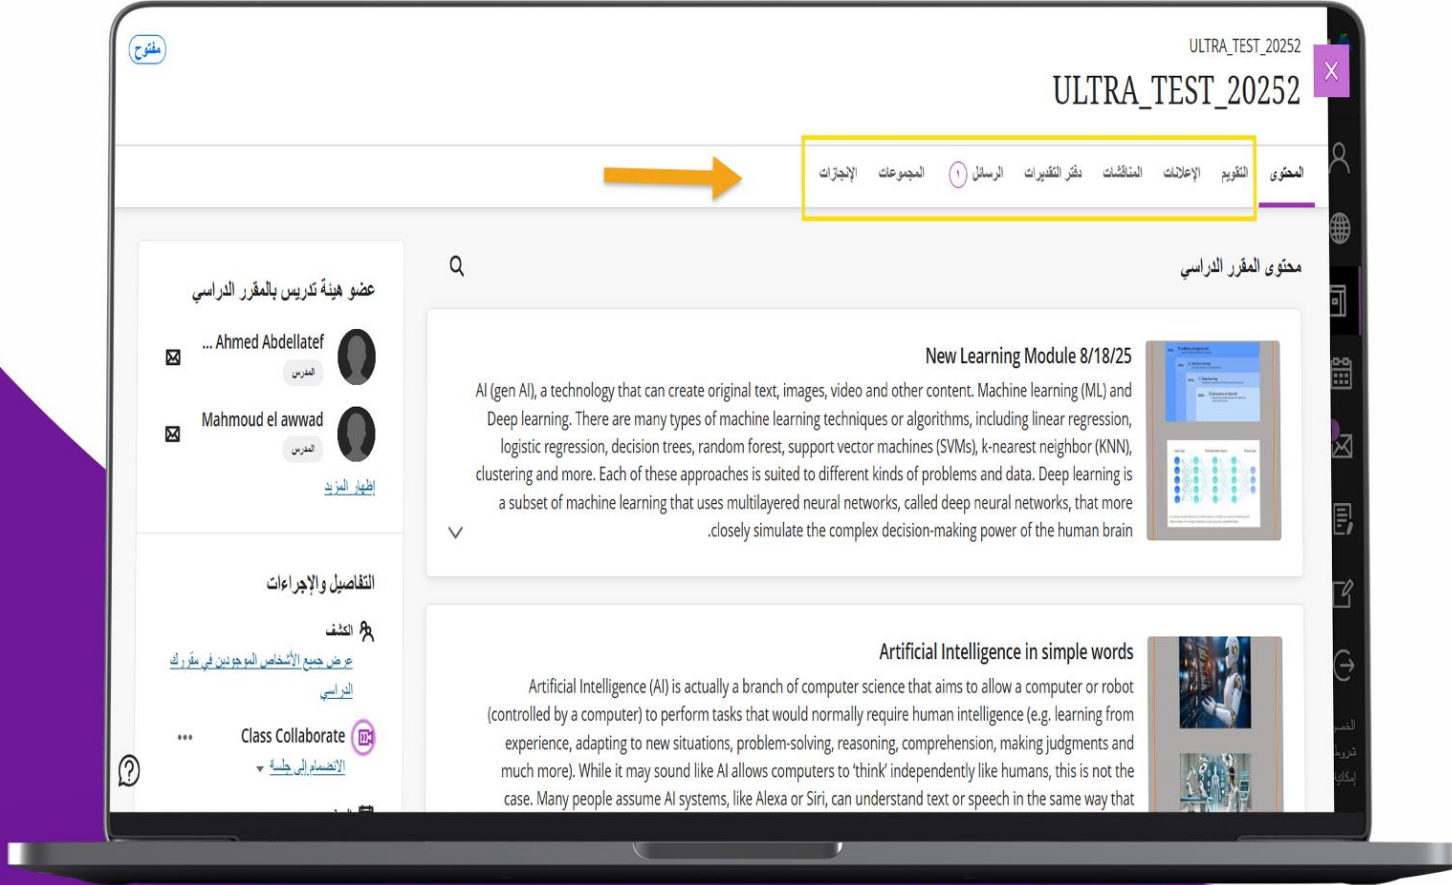 مفتوح
ULTRA_TEST_20252
ULTRA_TEST_20252
X
المحتوى التقويم الإعلانات المناقشات دفتر التقديرات الرسائل ١ المجموعات الإنجازات
محتوى المقرر الدراسي
New Learning Module 8/18/25
AI (gen AI), a technology that can create original text, images, video and other content. Machine learning (ML) and
Deep learning. There are many types of machine learning techniques or algorithms, including linear regression,
logistic regression, decision trees, random forest, support vector machines (SVMs), k-nearest neighbor (KNN),
clustering and more. Each of these approaches is suited to different kinds of problems and data. Deep learning is
a subset of machine learning that uses multilayered neural networks, called deep neural networks, that more
.closely simulate the complex decision-making power of the human brain
Artificial Intelligence in simple words
Artificial Intelligence (AI) is actually a branch of computer science that aims to allow a computer or robot
(controlled by a computer) to perform tasks that would normally require human intelligence (e.g. learning from
experience, adapting to new situations, problem-solving, reasoning, comprehension, making judgments and
much more). While it may sound like AI allows computers to ‘think’ independently like humans, this is not the
case. Many people assume AI systems, like Alexa or Siri, can understand text or speech in the same way that
عضو هيئة تدريس بالمقرر الدراسي
... Ahmed Abdellatef
المدرس
Mahmoud el awwad
المدرس
إظهار المزيد
التفاصيل والإجراءات
الكشف
عرض جميع الأشخاص الموجودين في مقررك
الدراسي
Class Collaborate
الانضمام إلى جلسة